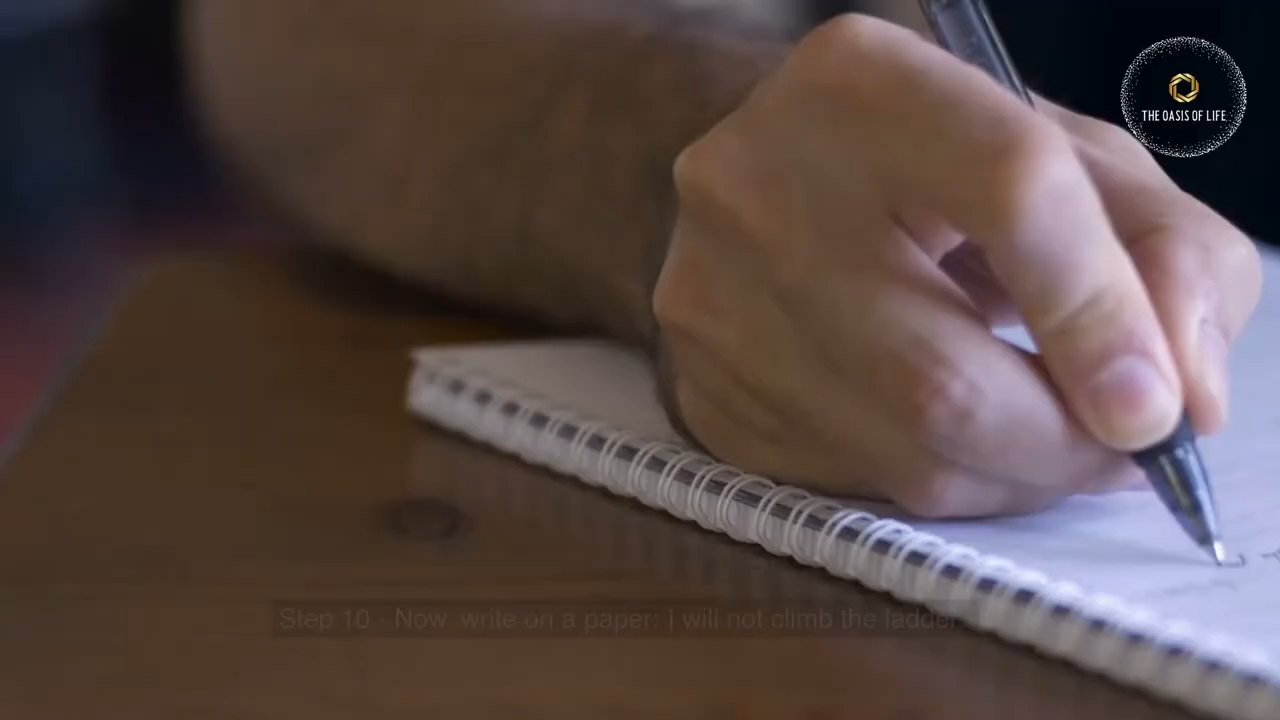 THE OASIS OF LIFE
Step 10 - Now, write on a paper: I will not climb the ladder